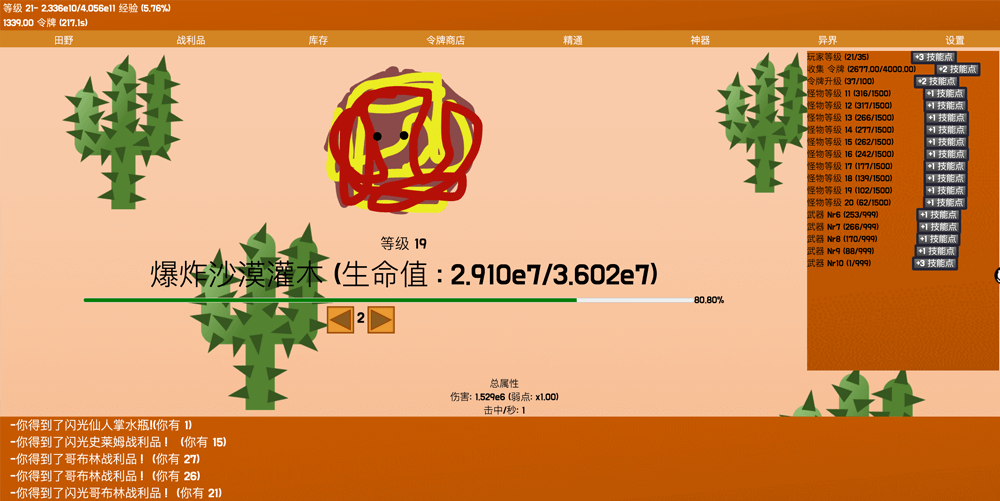 等级 21- 2.336e10/4.056e11 经验 (5.76%)
1339.00 令牌 (217.1s)
田野 战利品 库存 令牌商店 精通 神器 异界 设置
玩家等级 (21/35) +3 技能点
收集 令牌 (2677.00/4000.00) +2 技能点
令牌升级 (37/100) +2 技能点
怪物等级 11 (316/1500) +1 技能点
怪物等级 12 (317/1500) +1 技能点
怪物等级 13 (266/1500) +1 技能点
怪物等级 14 (277/1500) +1 技能点
怪物等级 15 (262/1500) +1 技能点
怪物等级 16 (242/1500) +1 技能点
怪物等级 17 (177/1500) +1 技能点
怪物等级 18 (139/1500) +1 技能点
怪物等级 19 (102/1500) +1 技能点
怪物等级 20 (62/1500) +1 技能点
武器 Nr6 (253/999) +1 技能点
武器 Nr7 (266/999) +1 技能点
武器 Nr8 (170/999) +1 技能点
武器 Nr9 (88/999) +1 技能点
武器 Nr10 (1/999) +3 技能点
等级 19
爆炸沙漠灌木 (生命值 : 2.910e7/3.602e7)
80.80%
2
总属性
伤害: 1.529e6 (弱点: x1.00)
击中/秒: 1
-你得到了闪光仙人掌水瓶!(你有 1)
-你得到了闪光史莱姆战利品! (你有 15)
-你得到了哥布林战利品! (你有 27)
-你得到了哥布林战利品! (你有 26)
-你得到了闪光哥布林战利品! (你有 21)